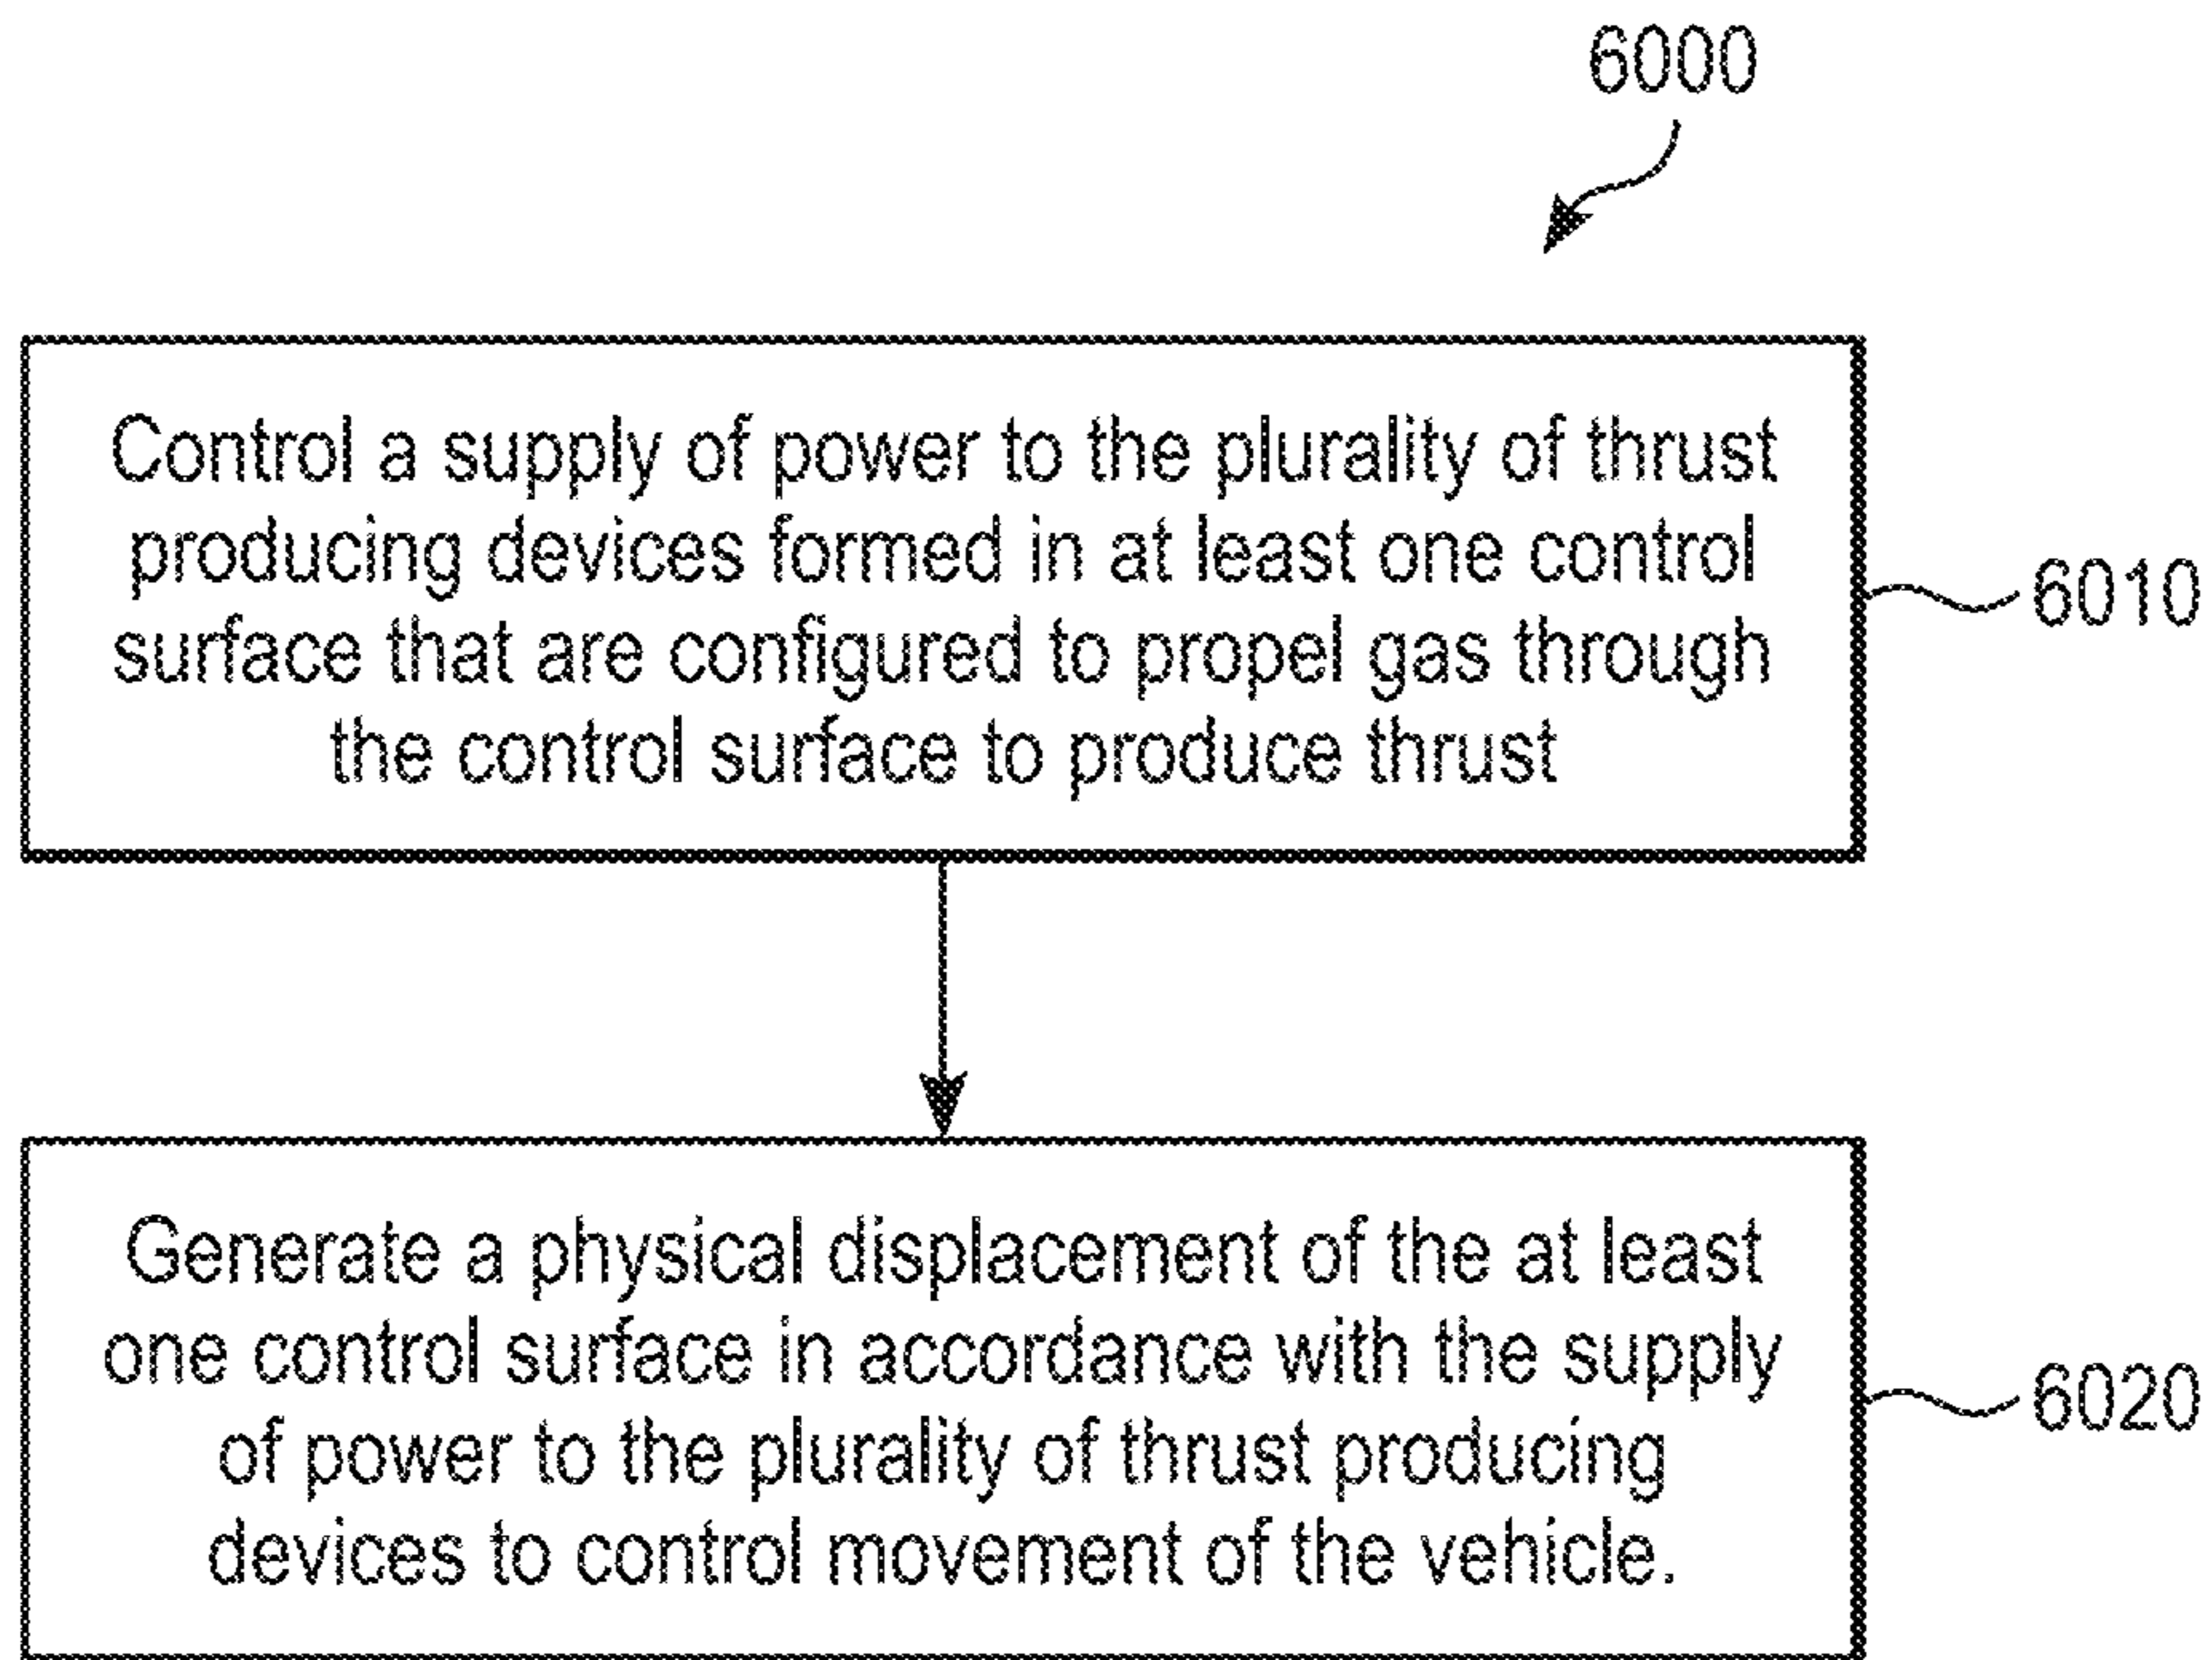 6000
Control a supply of power to the plurality of thrust
producing devices formed in at least one control
surface that are configured to propel gas through
the control surface to produce thrust
6010
Generate a physical displacement of the at least
one control surface in accordance with the supply
of power to the plurality of thrust producing
devices to control movement of the vehicle.
6020